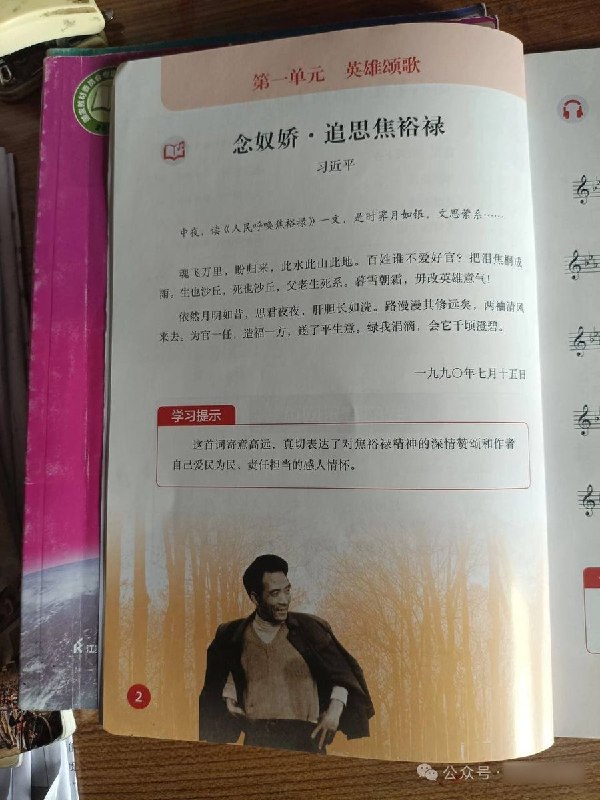 第一单元 英雄颂歌
念奴娇·追思焦裕禄
习近平
中夜，读《人民呼唤焦裕禄》一文，是时霁月如银，文思萦系……
魂飞万里，盼归来，此水此山此地。百姓谁不爱好官？把泪焦桐成
雨。生也沙丘，死也沙丘，父老生死系。暮雪朝霜，毋改英雄意气！
依然月明如昔，思君夜夜，肝胆长如洗。路漫漫其修远矣，两袖清风
来去。为官一任，造福一方，遂了平生意。绿我涓滴，会它千顷澄碧。
一九九〇年七月十五日
学习提示
这首词寄意高远，真切表达了对焦裕禄精神的深情赞颂和作者
自己爱民为民、责任担当的感人情怀。
2
公众号·